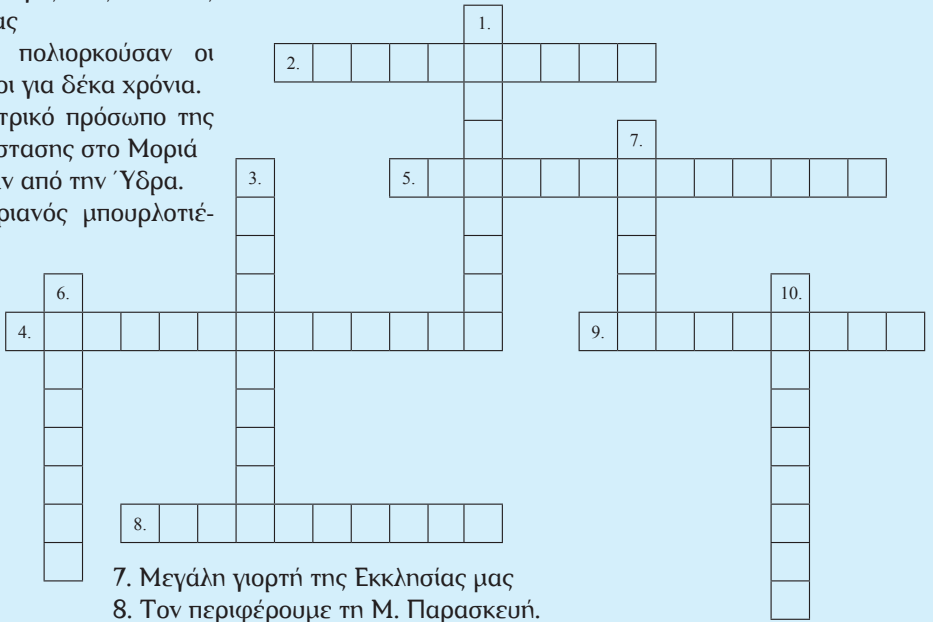 ας
πολιορκούσαν οι
οι για δέκα χρόνια.
τρικό πρόσωπο της
στασης στο Μοριά
ν από την Ύδρα.
ριανός μπουρλοτιέ-
1.
2.
7.
3.
5.
6.
10.
4.
9.
8.
7. Μεγάλη γιορτή της Εκκλησίας μας
8. Τον περιφέρουμε τη Μ. Παρασκευή.